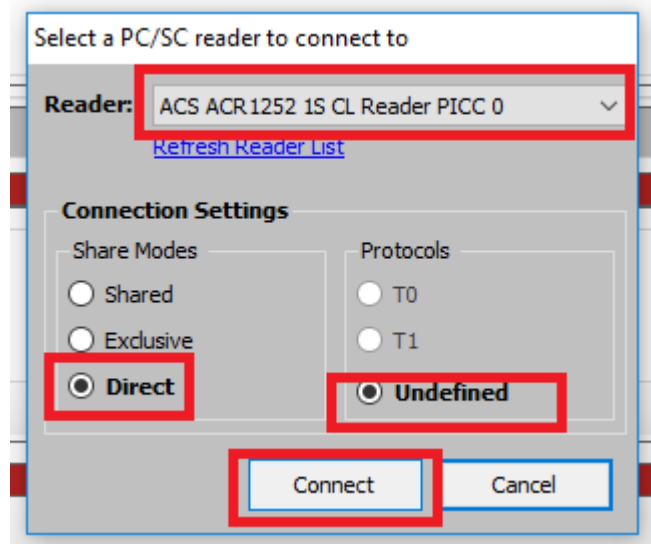 Select a PC/SC reader to connect to
Reader: ACS ACR1252 1S CL Reader PICC 0
Refresh Reader List
Connection Settings
Share Modes
Protocols
Shared
T0
Exclusive
T1
Direct
Undefined
Connect
Cancel